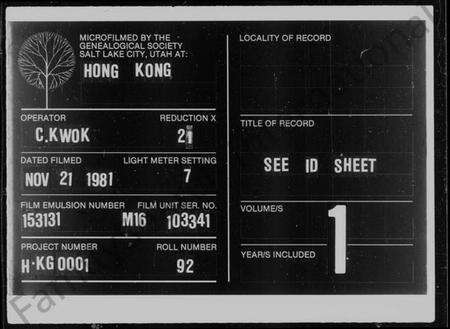 MICROFILMED BY THE
GENEALOGICAL SOCIETY
SALT LAKE CITY, UTAH AT:
HONG KONG
OPERATOR
C.KWOK
REDUCTION X
DATED FILMED
NOV 21 1981
LIGHT METER SETTING
7
FILM EMULSION NUMBER
153131
FILM UNIT SER. NO.
M16 103341
PROJECT NUMBER
H-KG 0001
ROLL NUMBER
92
LOCALITY OF RECORD
TITLE OF RECORD
SEE ID SHEET
VOLUME/S
1
YEAR/S INCLUDED